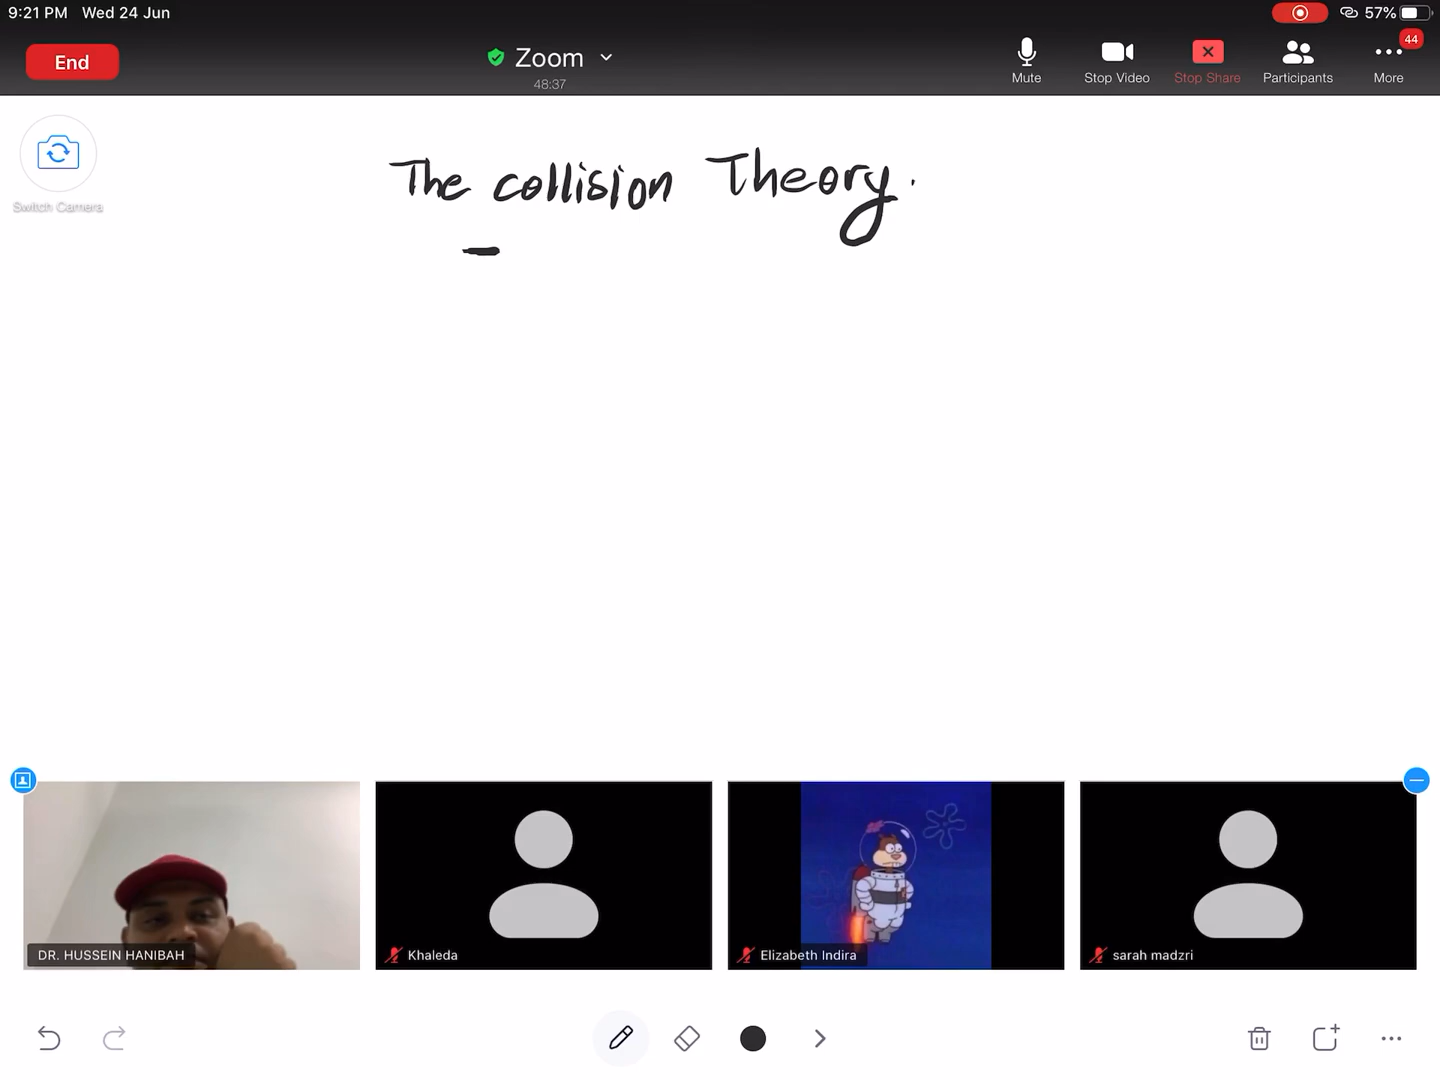 9:21 PM Wed 24 Jun 57%
End Zoom 44
48:37 Mute Stop Video Stop Share Participants More
The collision Theory.
Switch Camera
DR. HUSSEIN HANIBAH Khaleda Elizabeth Indira sarah madzri